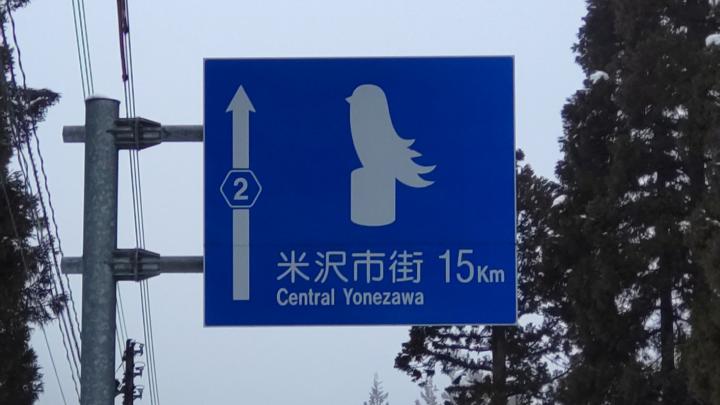 2
米沢市街 15Km
Central Yonezawa